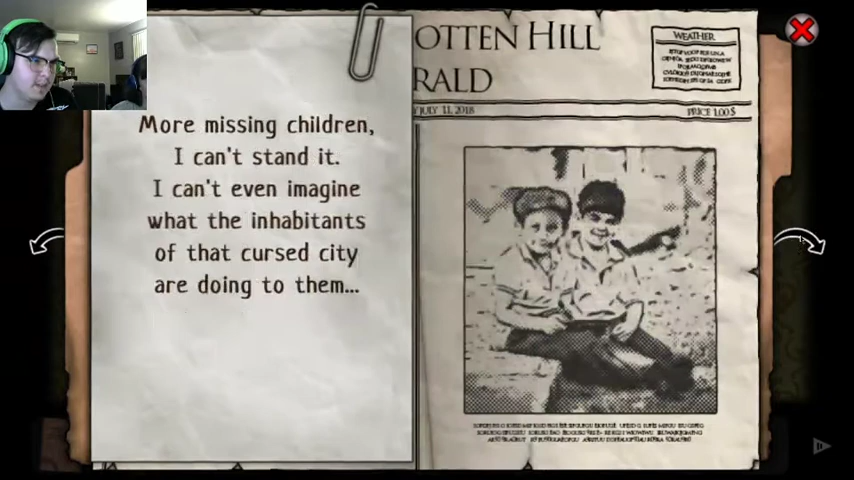 OTTEN HILL
RALD
WEATHER
JULY 11, 2018
PRICE 1.00$
More missing children,
I can't stand it.
I can't even imagine
what the inhabitants
of that cursed city
are doing to them...